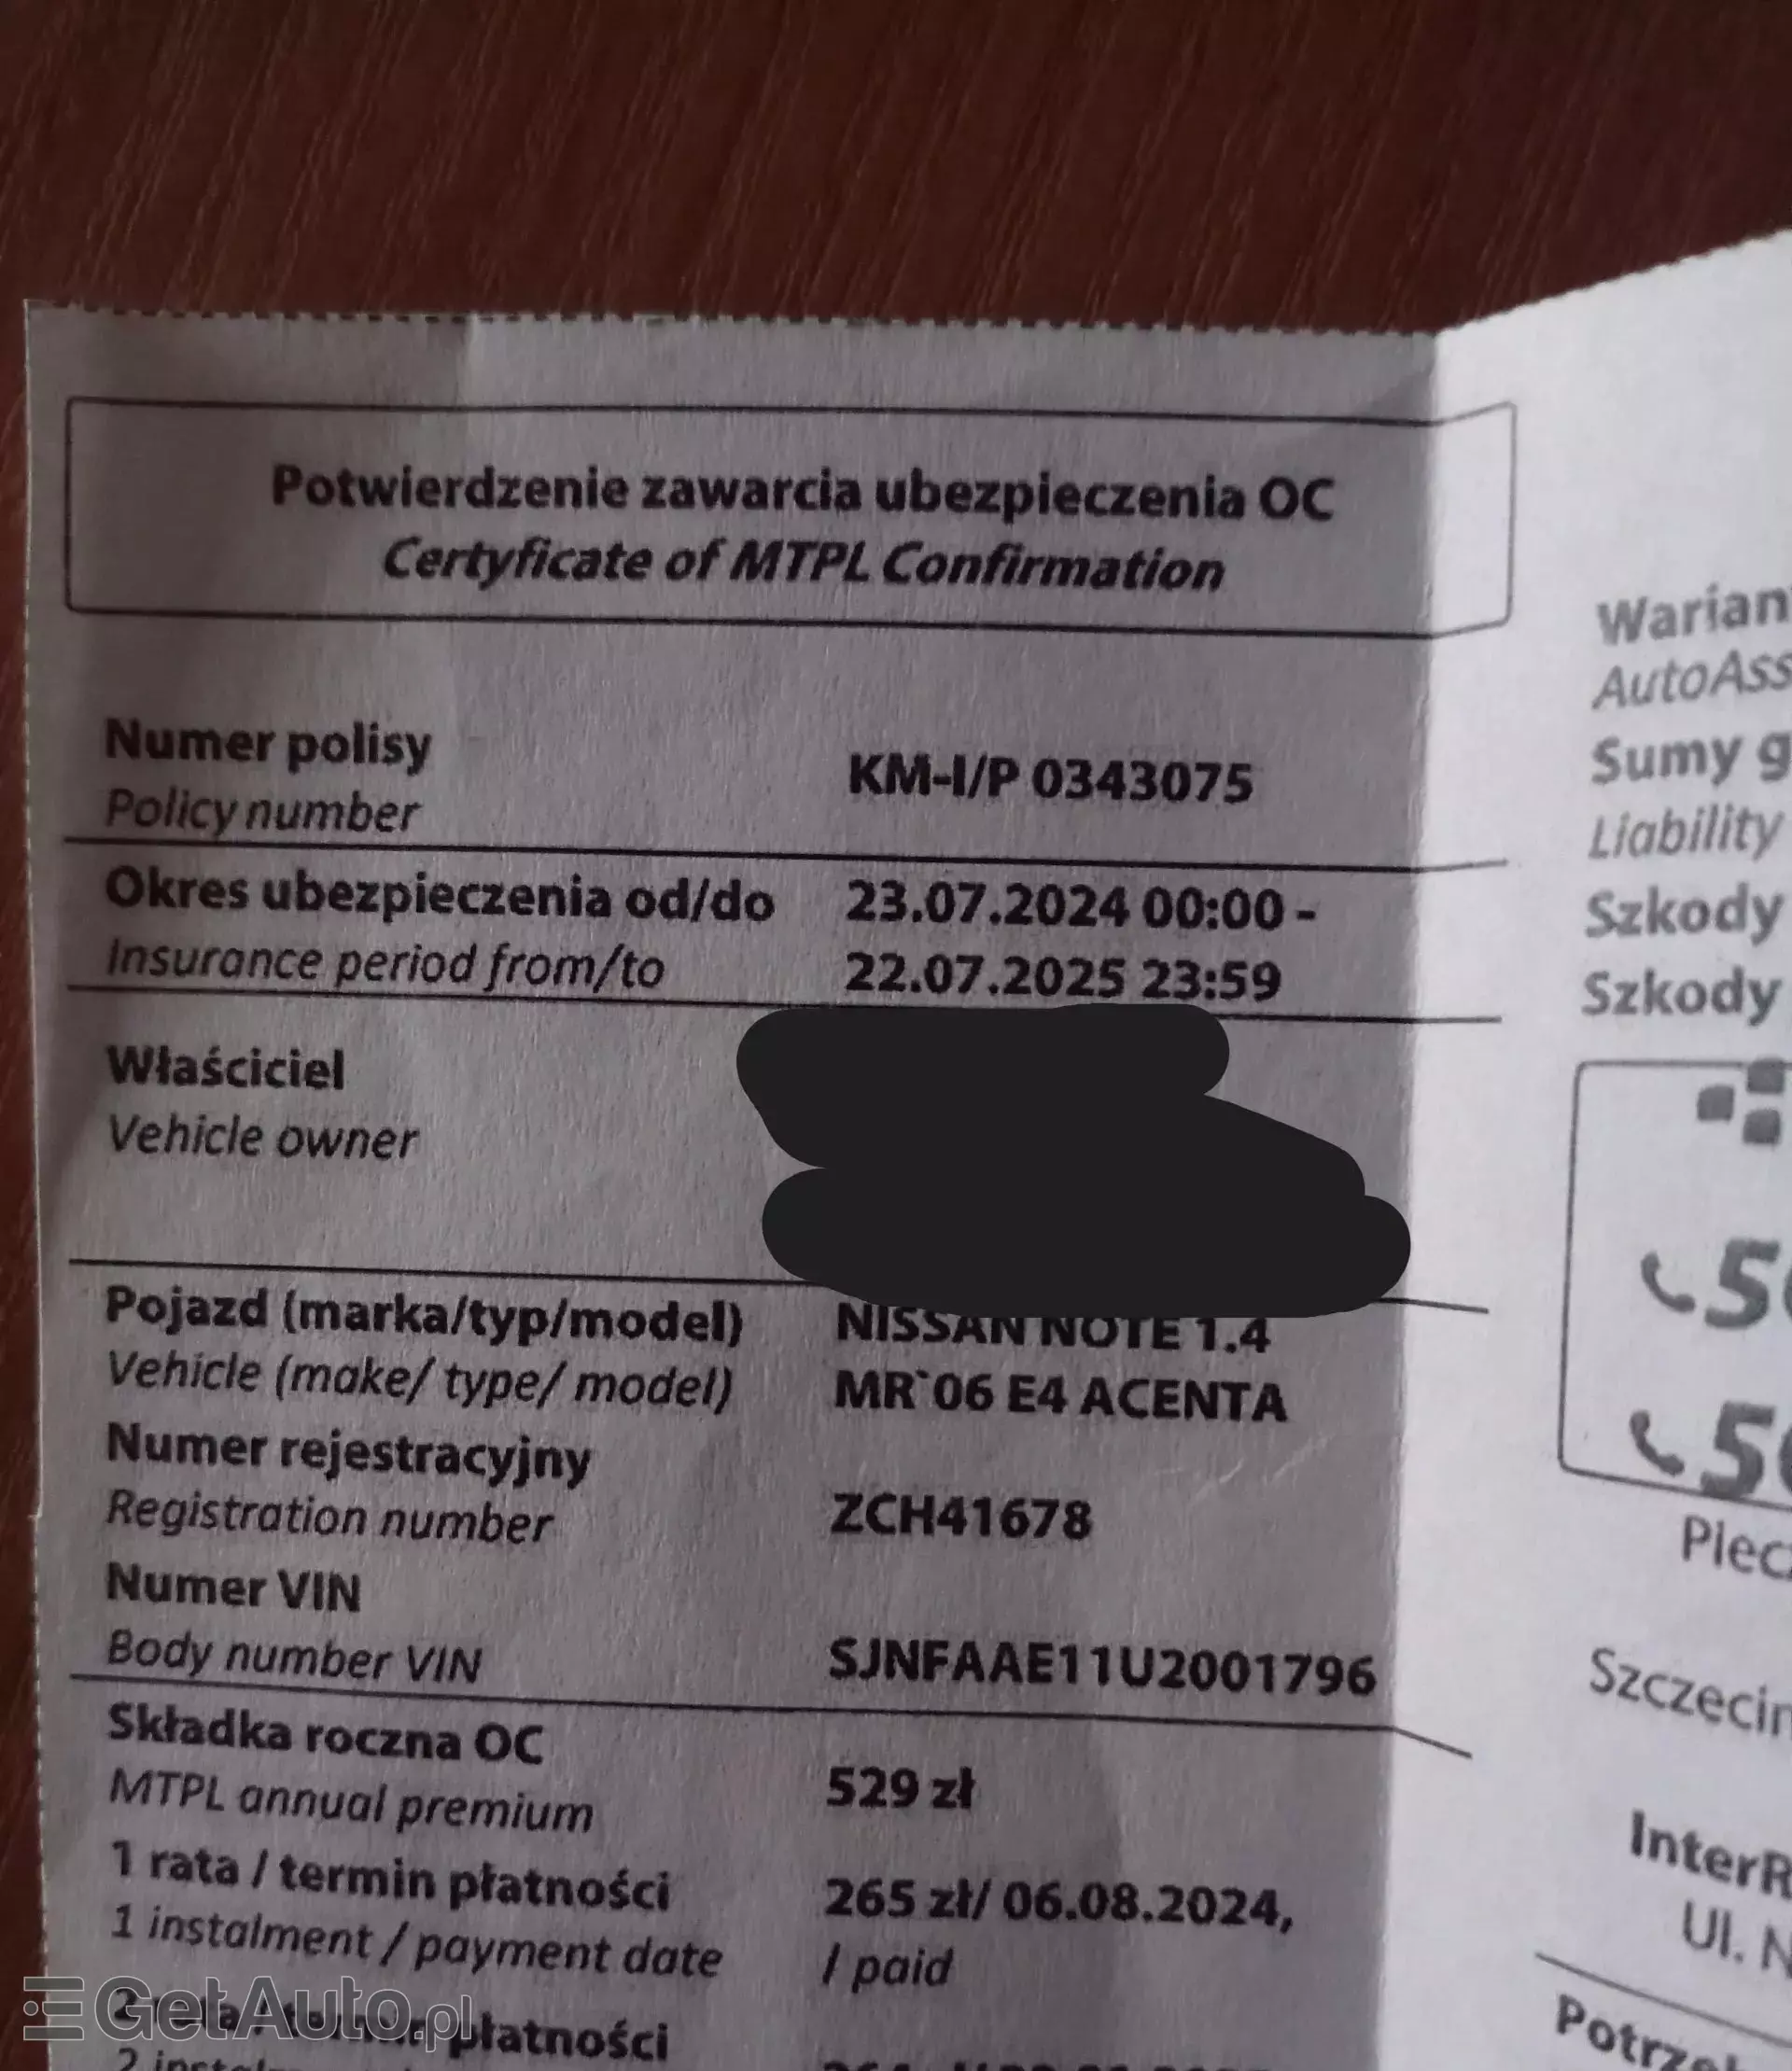 Potwierdzenie zawarcia ubezpieczenia OC
Certyficate of MTPL Confirmation
Numer polisy
Policy number
KM-I/P 0343075
Okres ubezpieczenia od/do
Insurance period from/to
23.07.2024 00:00 -
22.07.2025 23:59
Właściciel
Vehicle owner
Pojazd (marka/typ/model)
Vehicle (make/ type/ model)
NISSAN NOTE 1.4
MR`06 E4 ACENTA
Numer rejestracyjny
Registration number
ZCH41678
Numer VIN
Body number VIN
SJNFAAE11U2001796
Składka roczna OC
MTPL annual premium
529 zł
1 rata / termin płatności
1 instalment / payment date
265 zł/ 06.08.2024,
/ paid
płatności
GetAuto.pl
Warian
AutoAss
Sumy g
Liability
Szkody
Szkody
5
5
Piecz
Szczecin
InterR
Ul. N
Potrze